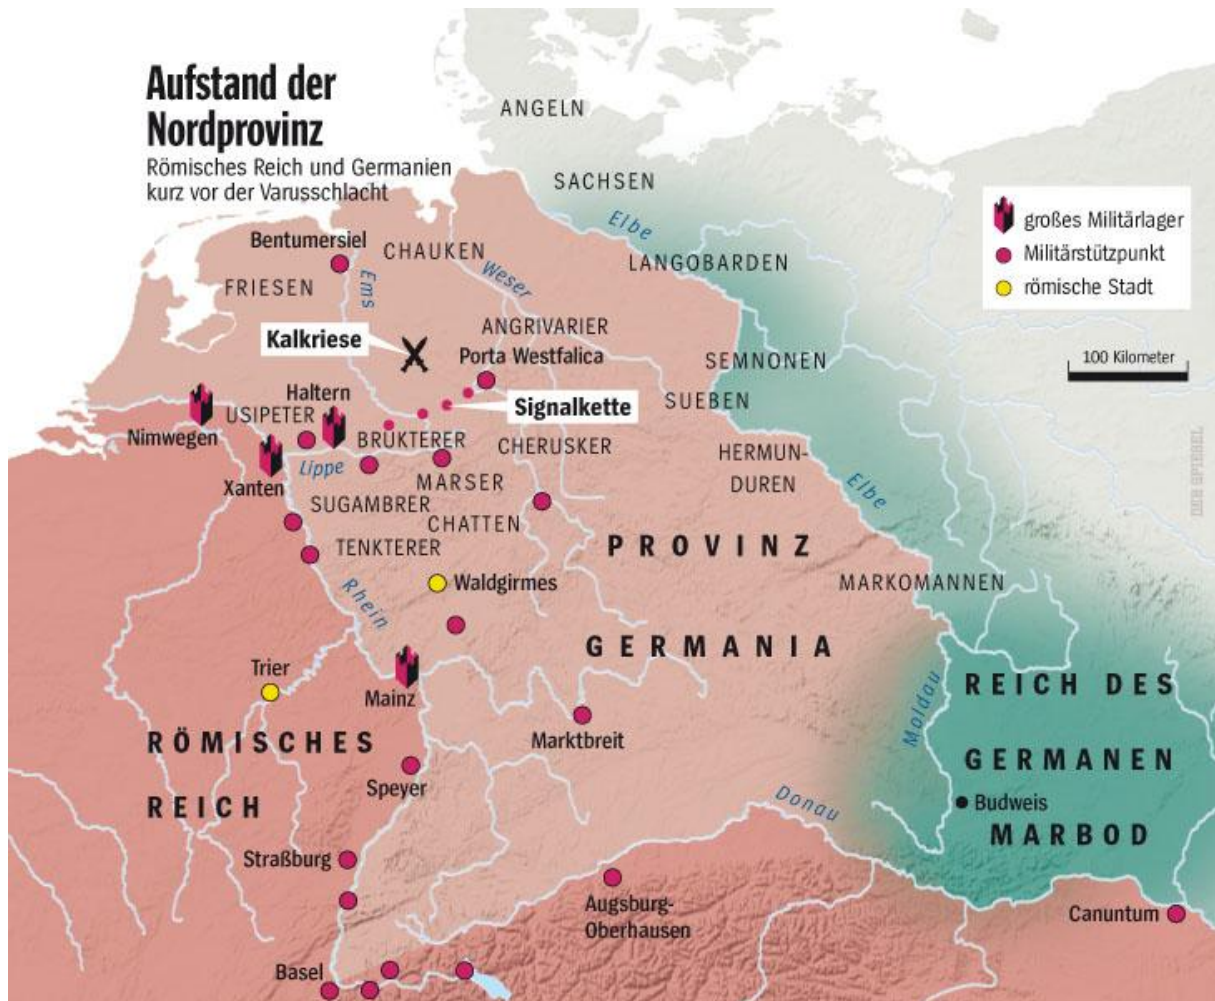 Aufstand der
Nordprovinz
Römisches Reich und Germanien
kurz vor der Varusschlacht
ANGELN
SACHSEN
Elbe
großes Militärlager
Militärstützpunkt
römische Stadt
Bentumersiel
CHAUKEN
LANGOBARDEN
Weser
FRIESEN
Ems
ANGRIVARIER
Kalkriese
Porta Westfalica
SEMNONEN
100 Kilometer
Haltern
Signalkette
SUEBEN
USIPETER
Nimwegen
BRUKTERER
CHERUSKER
HERMUN-
DUREN
Lippe
Xanten
MARSER
Elbe
DER SPIEGEL
SUGAMBRER
CHATTEN
TENKTERER
PROVINZ
Waldgirmes
MARKOMANNEN
Rhein
GERMANIA
Trier
Mainz
Moldau
REICH DES
GERMANEN
MARBOD
Marktbreit
RÖMISCHES
REICH
Speyer
Donau
Budweis
Straßburg
Augsburg-
Oberhausen
Canuntum
Basel